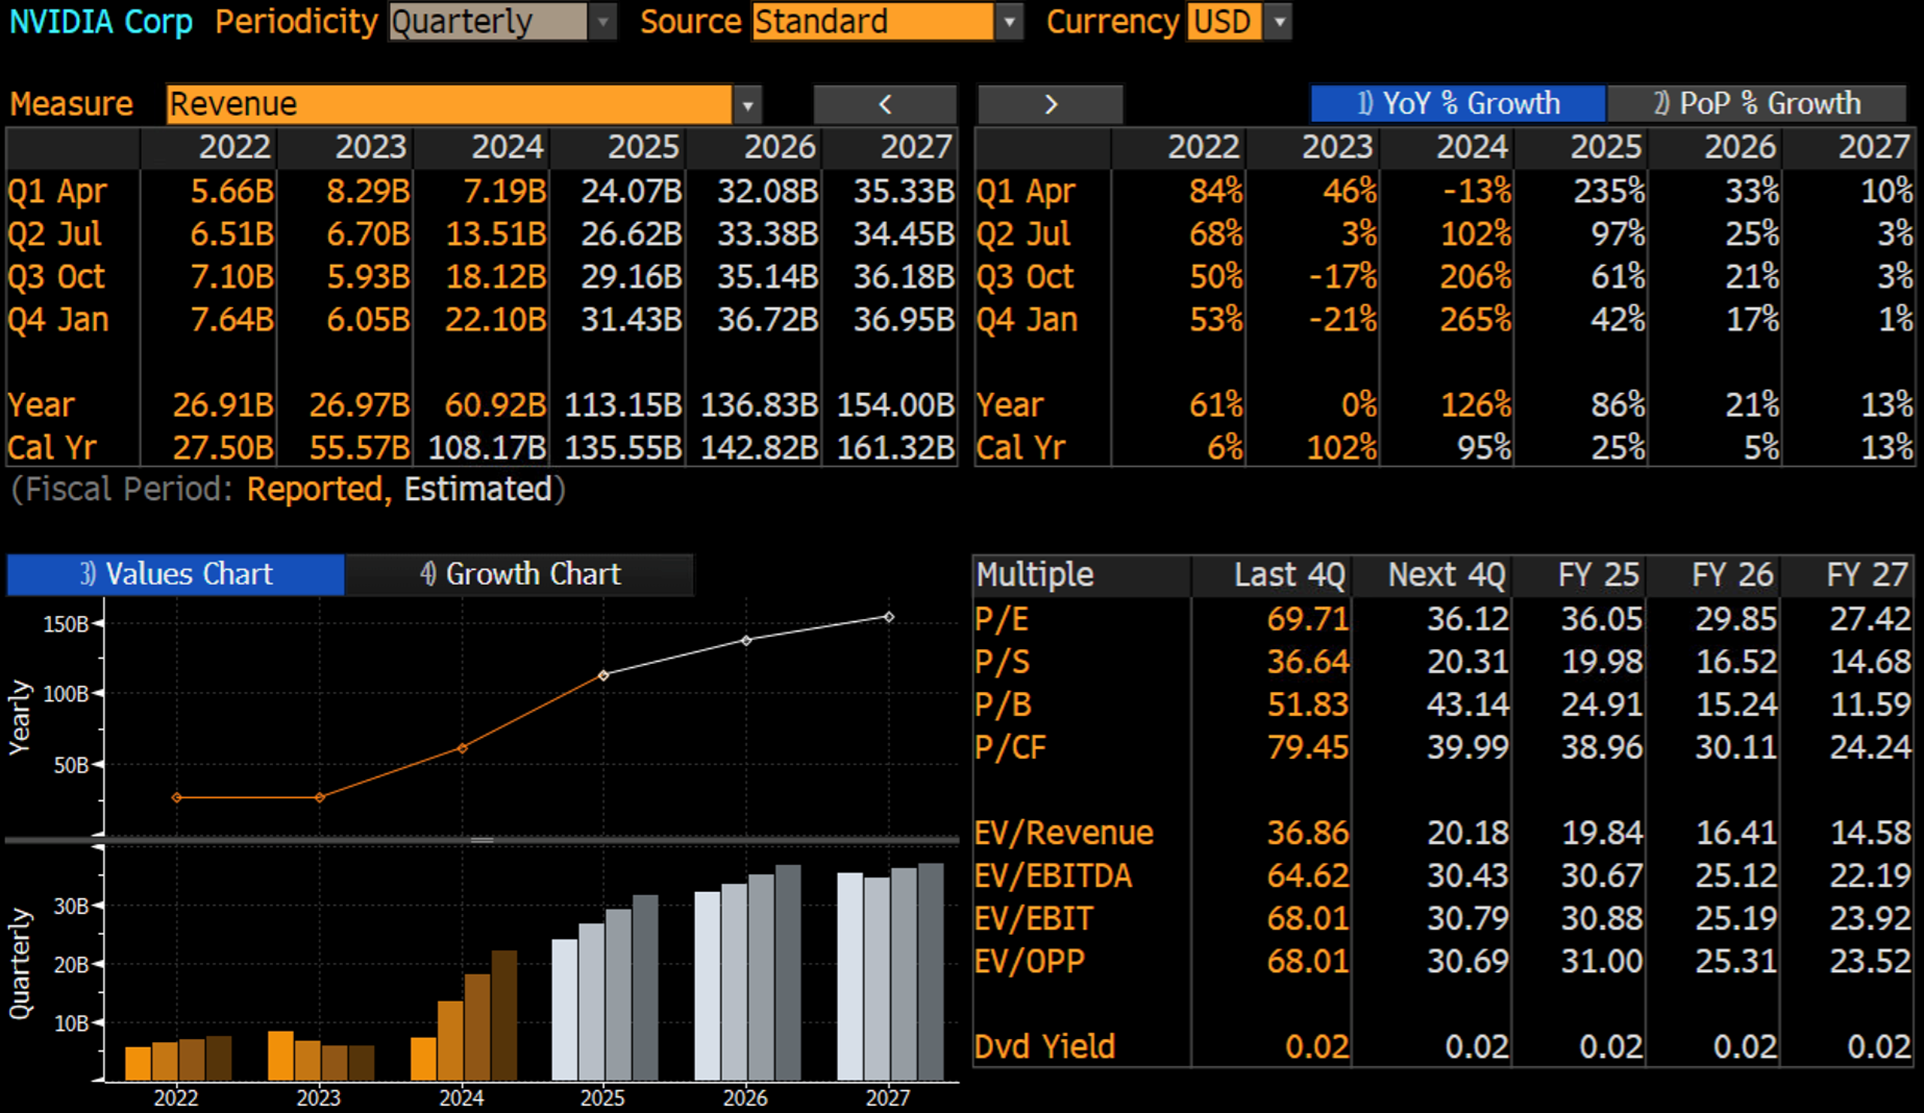 NVIDIA Corp Periodicity Quarterly Source Standard Currency USD
Measure Revenue < > 1) YoY % Growth 2) PoP % Growth
2022 2023 2024 2025 2026 2027 2022 2023 2024 2025 2026 2027
Q1 Apr 5.66B 8.29B 7.19B 24.07B 32.08B 35.33B Q1 Apr 84% 46% -13% 235% 33% 10%
Q2 Jul 6.51B 6.70B 13.51B 26.62B 33.38B 34.45B Q2 Jul 68% 3% 102% 97% 25% 3%
Q3 Oct 7.10B 5.93B 18.12B 29.16B 35.14B 36.18B Q3 Oct 50% -17% 206% 61% 21% 3%
Q4 Jan 7.64B 6.05B 22.10B 31.43B 36.72B 36.95B Q4 Jan 53% -21% 265% 42% 17% 1%
Year 26.91B 26.97B 60.92B 113.15B 136.83B 154.00B Year 61% 0% 126% 86% 21% 13%
Cal Yr 27.50B 55.57B 108.17B 135.55B 142.82B 161.32B Cal Yr 6% 102% 95% 25% 5% 13%
(Fiscal Period: Reported, Estimated)
3) Values Chart 4) Growth Chart
150B
100B
50B
Yearly
30B
20B
10B
Quarterly
2022 2023 2024 2025 2026 2027
Multiple Last 4Q Next 4Q FY 25 FY 26 FY 27
P/E 69.71 36.12 36.05 29.85 27.42
P/S 36.64 20.31 19.98 16.52 14.68
P/B 51.83 43.14 24.91 15.24 11.59
P/CF 79.45 39.99 38.96 30.11 24.24
EV/Revenue 36.86 20.18 19.84 16.41 14.58
EV/EBITDA 64.62 30.43 30.67 25.12 22.19
EV/EBIT 68.01 30.79 30.88 25.19 23.92
EV/OPP 68.01 30.69 31.00 25.31 23.52
Dvd Yield 0.02 0.02 0.02 0.02 0.02